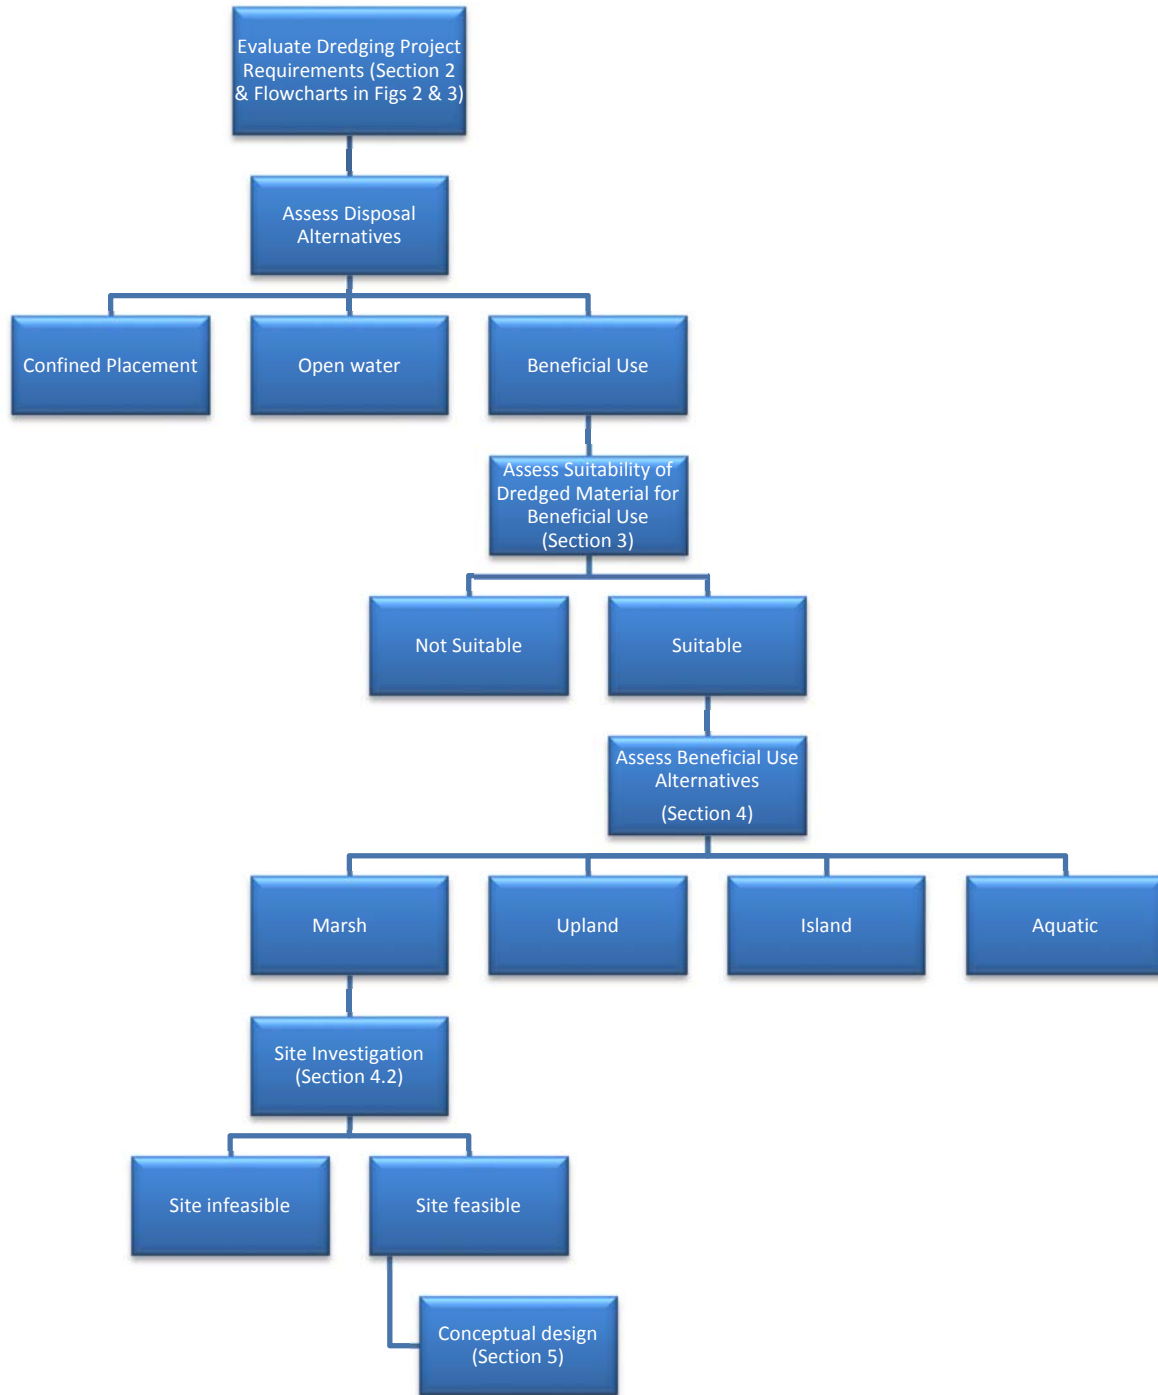 Evaluate Dredging Project
Requirements (Section 2
& Flowcharts in Figs 2 & 3)
Assess Disposal
Alternatives
Confined Placement
Open water
Beneficial Use
Assess Suitability of
Dredged Material for
Beneficial Use
(Section 3)
Not Suitable
Suitable
Assess Beneficial Use
Alternatives
(Section 4)
Marsh
Upland
Island
Aquatic
Site Investigation
(Section 4.2)
Site infeasible
Site feasible
Conceptual design
(Section 5)